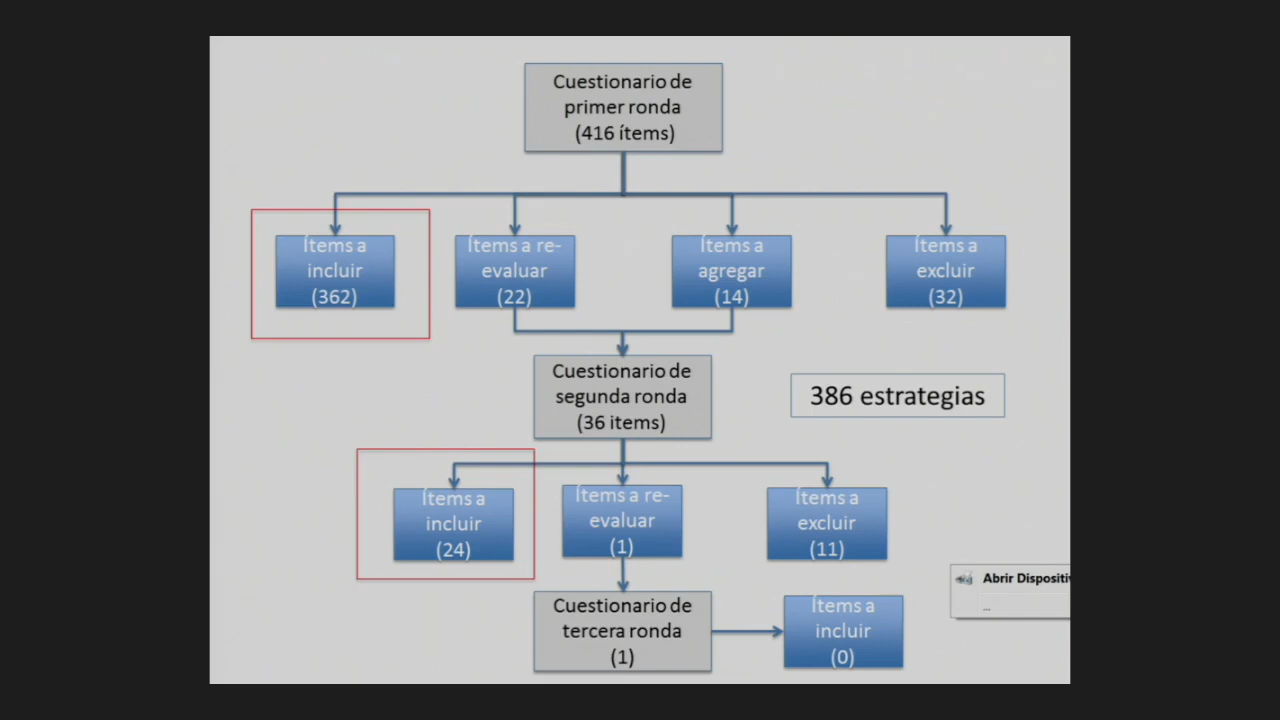 Cuestionario de
primer ronda
(416 ítems)
Ítems a
incluir
(362)
Ítems a re-
evaluar
(22)
Ítems a
agregar
(14)
Ítems a
excluir
(32)
Cuestionario de
segunda ronda
(36 items)
386 estrategias
Ítems a
incluir
(24)
Ítems a re-
evaluar
(1)
Ítems a
excluir
(11)
Abrir Dispositiv
...
Cuestionario de
tercera ronda
(1)
Ítems a
incluir
(0)